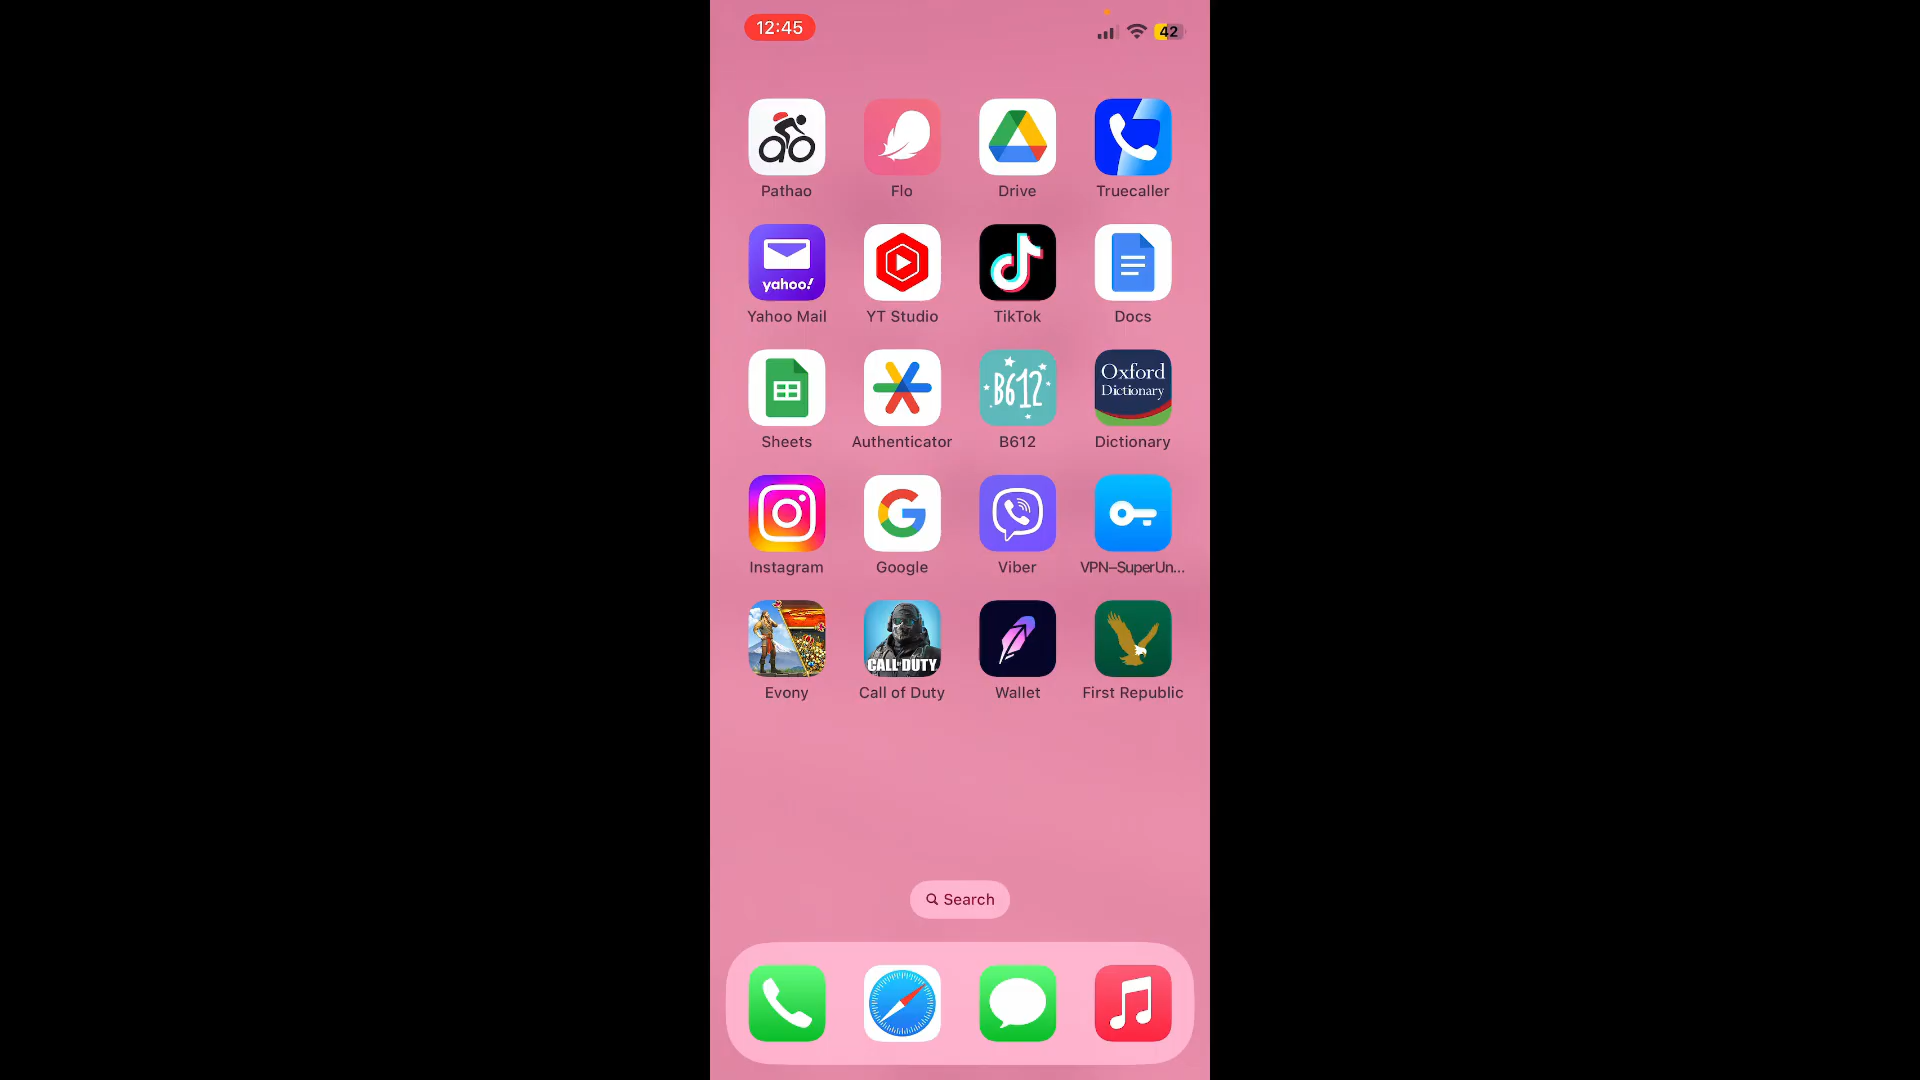 12:45
42
Pathao Flo Drive Truecaller
yahoo!
Yahoo Mail YT Studio TikTok Docs
B612
Oxford
Dictionary
Sheets Authenticator B612 Dictionary
Instagram Google Viber VPN–SuperUn...
CALL OF DUTY
Evony Call of Duty Wallet First Republic
Search